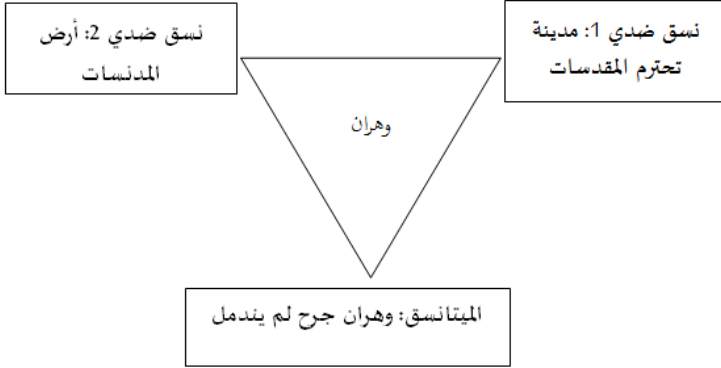 نسق ضدي 1: مدينة
تحترم المقدسات
نسق ضدي 2: أرض
المدنسات
وهران
الميتانسق: وهران جرح لم يندمل